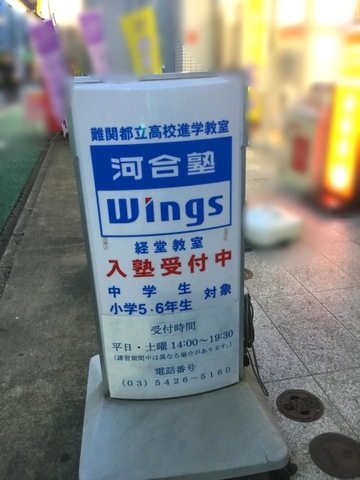 難関都立高校進学教室
河合塾
Wings
経堂教室
入塾受付中
中学生
小学5・6年生 対象
受付時間
平日・土曜 14:00～19:30
(講習期間中は異なる場合があります。)
電話番号
(03) 5426-5160